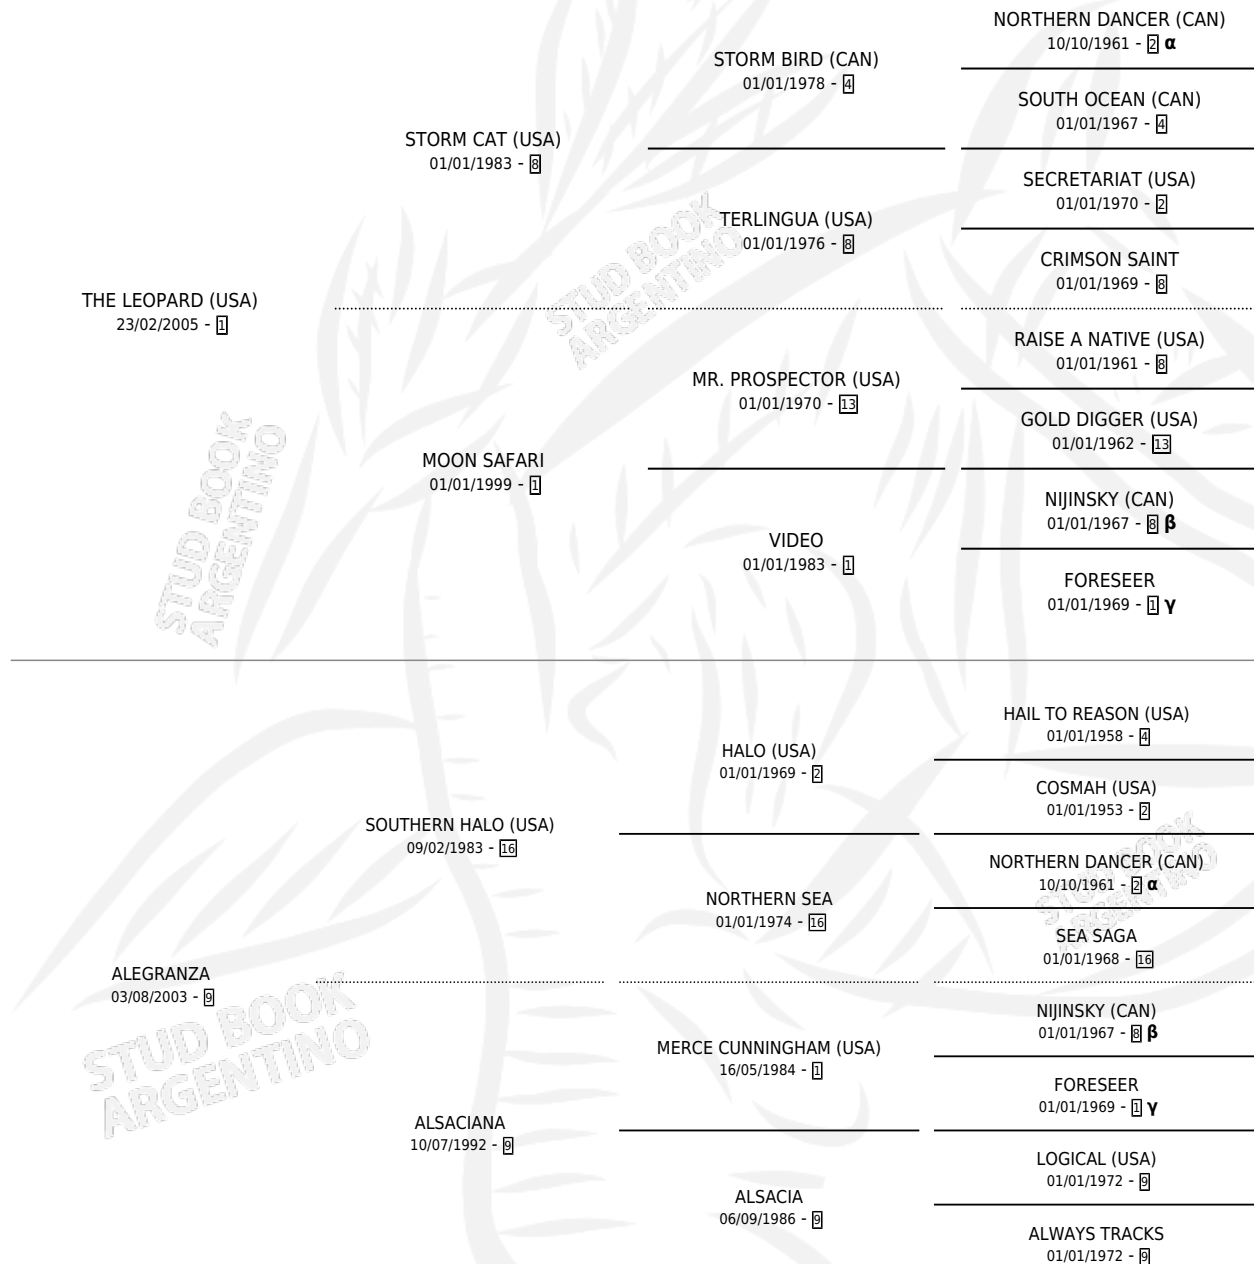 NORTHERN DANCER (CAN)
10/10/1961 - 2 α
STORM BIRD (CAN)
01/01/1978 - 4
SOUTH OCEAN (CAN)
01/01/1967 - 4
STORM CAT (USA)
01/01/1983 - 8
SECRETARIAT (USA)
01/01/1970 - 2
TERLINGUA (USA)
01/01/1976 - 8
CRIMSON SAINT
01/01/1969 - 8
THE LEOPARD (USA)
23/02/2005 - 1
RAISE A NATIVE (USA)
01/01/1961 - 8
MR. PROSPECTOR (USA)
01/01/1970 - 13
GOLD DIGGER (USA)
01/01/1962 - 13
MOON SAFARI
01/01/1999 - 1
NIJINSKY (CAN)
01/01/1967 - 8 β
VIDEO
01/01/1983 - 1
FORESEER
01/01/1969 - 1 γ
HAIL TO REASON (USA)
01/01/1958 - 4
HALO (USA)
01/01/1969 - 2
COSMAH (USA)
01/01/1953 - 2
SOUTHERN HALO (USA)
09/02/1983 - 16
NORTHERN DANCER (CAN)
10/10/1961 - 2 α
NORTHERN SEA
01/01/1974 - 16
SEA SAGA
01/01/1968 - 16
ALEGRANZA
03/08/2003 - 9
NIJINSKY (CAN)
01/01/1967 - 8 β
MERCE CUNNINGHAM (USA)
16/05/1984 - 1
FORESEER
01/01/1969 - 1 γ
ALSACIANA
10/07/1992 - 9
LOGICAL (USA)
01/01/1972 - 9
ALSACIA
06/09/1986 - 9
ALWAYS TRACKS
01/01/1972 - 9
STUD BOOK
ARGENTINO
STUD BOOK
ARGENTINO
STUD BOOK
ARGENTINO
STUD BOOK
ARGENTINO